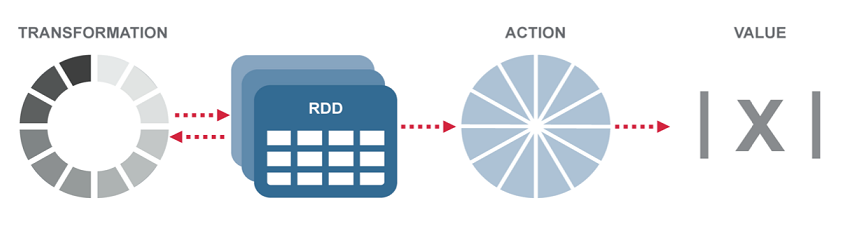 TRANSFORMATION
ACTION
VALUE
RDD
| X |